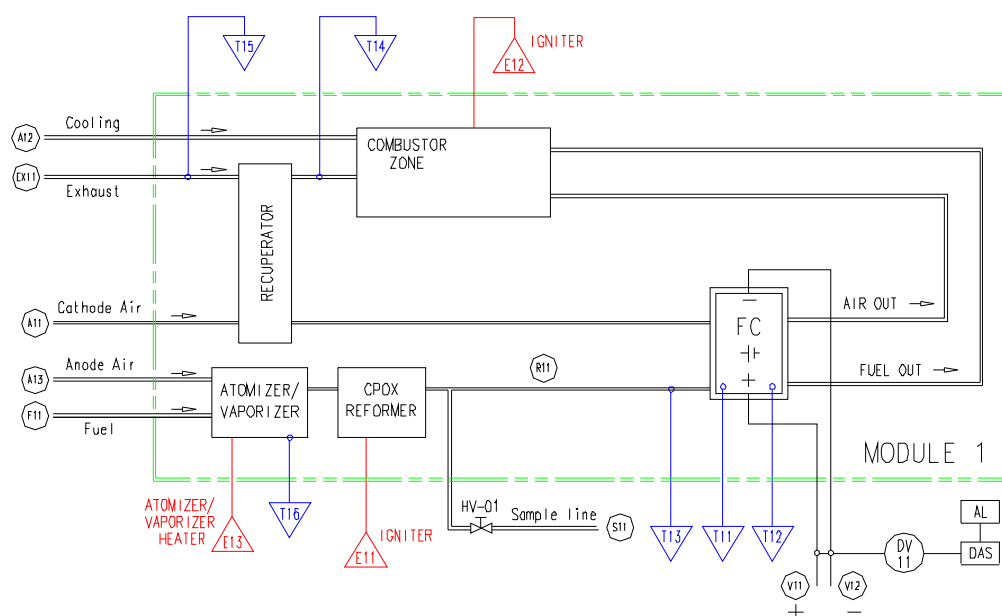 T15
T14
IGNITER
E12
Cooling
A12
COMBUSTOR
ZONE
EX11
Exhaust
RECUPERATOR
Cathode Air
A11
AIR OUT
FC
Anode Air
A13
R11
FUEL OUT
ATOMIZER/
VAPORIZER
CPOX
REFORMER
F11
Fuel
MODULE 1
ATOMIZER/
VAPORIZER
HEATER
E13
T16
E11
IGNITER
HV-01
Sample line
S11
T13
T11
T12
AL
DV
11
DAS
V11
V12
+
−